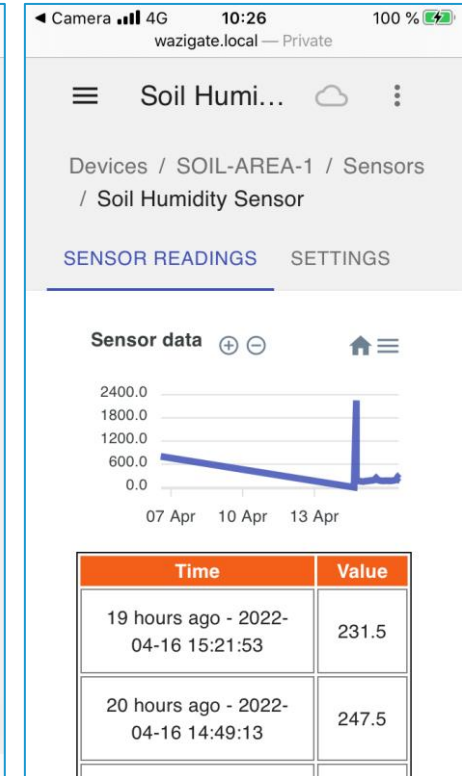 ◄ Camera 4G 10:26 100 %
wazigate.local — Private
Soil Humi...
Devices / SOIL-AREA-1 / Sensors
/ Soil Humidity Sensor
SENSOR READINGS SETTINGS
Sensor data
2400.0
1800.0
1200.0
600.0
0.0
07 Apr 10 Apr 13 Apr
Time Value
19 hours ago - 2022-
04-16 15:21:53
231.5
20 hours ago - 2022-
04-16 14:49:13
247.5